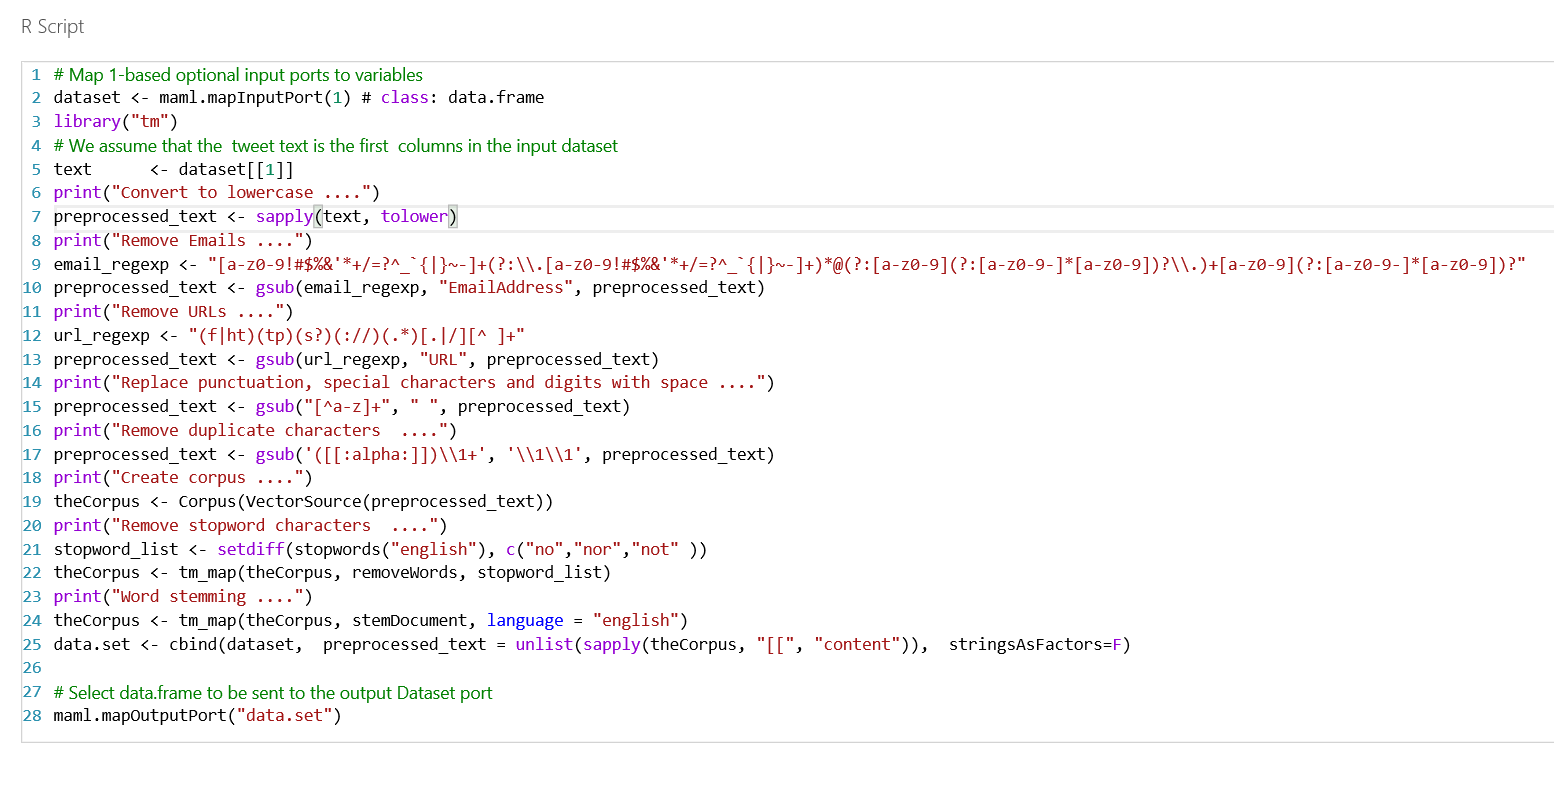 R Script
1 # Map 1-based optional input ports to variables
2 dataset <- maml.mapInputPort(1) # class: data.frame
3 library("tm")
4 # We assume that the  tweet text is the first  columns in the input dataset
5 text      <- dataset[[1]]
6 print("Convert to lowercase ....")
7 preprocessed_text <- sapply(text, tolower)
8 print("Remove Emails ....")
9 email_regexp <- "[a-z0-9!#$%&'*+/=?^_`{|}~-]+(?:\\.[a-z0-9!#$%&'*+/=?^_`{|}~-]+)*@(?:[a-z0-9](?:[a-z0-9-]*[a-z0-9])?\\.)+[a-z0-9](?:[a-z0-9-]*[a-z0-9])?"
10 preprocessed_text <- gsub(email_regexp, "EmailAddress", preprocessed_text)
11 print("Remove URLs ....")
12 url_regexp <- "(f|ht)(tp)(s?)(://)(.*)[.|/][^ ]+"
13 preprocessed_text <- gsub(url_regexp, "URL", preprocessed_text)
14 print("Replace punctuation, special characters and digits with space ....")
15 preprocessed_text <- gsub("[^a-z]+", " ", preprocessed_text)
16 print("Remove duplicate characters  ....")
17 preprocessed_text <- gsub('([[:alpha:]])\\1+', '\\1\\1', preprocessed_text)
18 print("Create corpus ....")
19 theCorpus <- Corpus(VectorSource(preprocessed_text))
20 print("Remove stopword characters  ....")
21 stopword_list <- setdiff(stopwords("english"), c("no","nor","not" ))
22 theCorpus <- tm_map(theCorpus, removeWords, stopword_list)
23 print("Word stemming ....")
24 theCorpus <- tm_map(theCorpus, stemDocument, language = "english")
25 data.set <- cbind(dataset,  preprocessed_text = unlist(sapply(theCorpus, "[[", "content")),  stringsAsFactors=F)
26
27 # Select data.frame to be sent to the output Dataset port
28 maml.mapOutputPort("data.set")